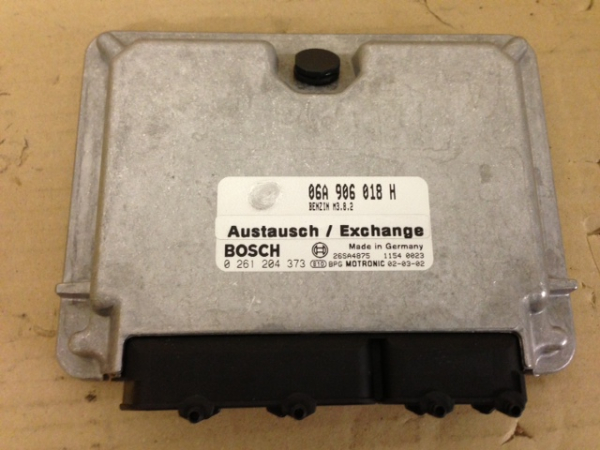 06A 906 018 H
BENZIN M3.8.2
Austausch / Exchange
BOSCH Made in Germany
26SA4875 1154 0023
0 261 204 373 BPG MOTRONIC 02-03-02